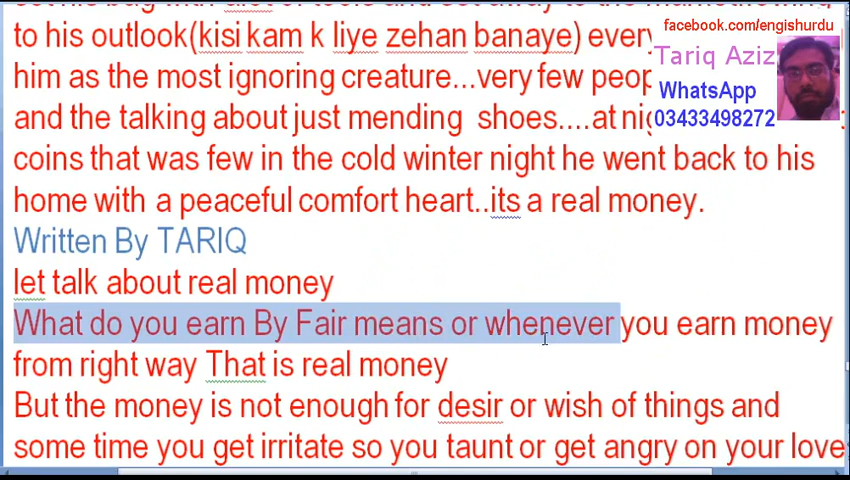 facebook.com/engishurdu
to his outlook(kisi kam k liye zehan banaye) every
Tariq Aziz
him as the most ignoring creature...very few peop
WhatsApp
and the talking about just mending shoes....at nig
03433498272
coins that was few in the cold winter night he went back to his
home with a peaceful comfort heart..its a real money.
Written By TARIQ
let talk about real money
What do you earn By Fair means or whenever you earn money
from right way That is real money
But the money is not enough for desir or wish of things and
some time you get irritate so you taunt or get angry on your love